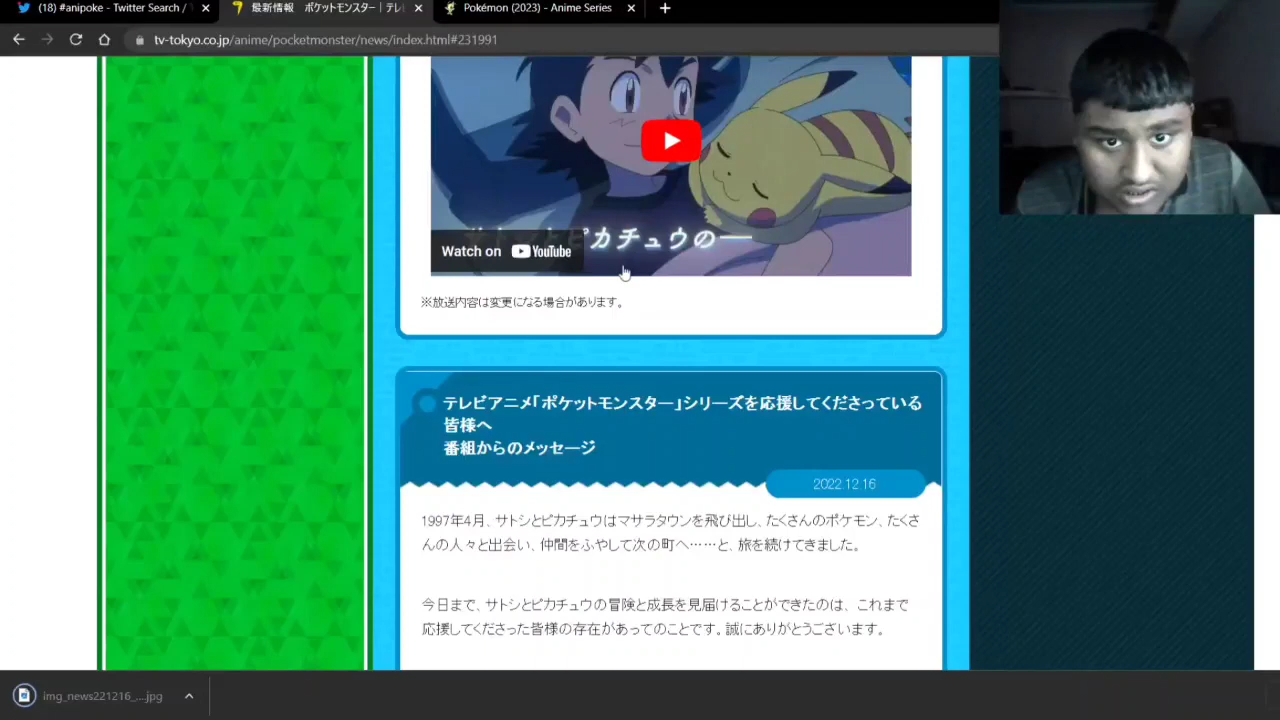 (18) #anipoke - Twitter Search /
最新情報 ポケットモンスター｜テレ
Pokémon (2023) - Anime Series
tv-tokyo.co.jp/anime/pocketmonster/news/index.html#231991
ピカチュウの―
Watch on YouTube
※放送内容は変更になる場合があります。
テレビアニメ「ポケットモンスター」シリーズを応援してくださっている
皆様へ
番組からのメッセージ
2022.12.16
1997年4月、サトシとピカチュウはマサラタウンを飛び出し、たくさんのポケモン、たくさ
んの人々と出会い、仲間をふやして次の町へ……と、旅を続けてきました。
今日まで、サトシとピカチュウの冒険と成長を見届けることができたのは、これまで
応援してくださった皆様の存在があってのことです。誠にありがとうございます。
img_news221216_....jpg